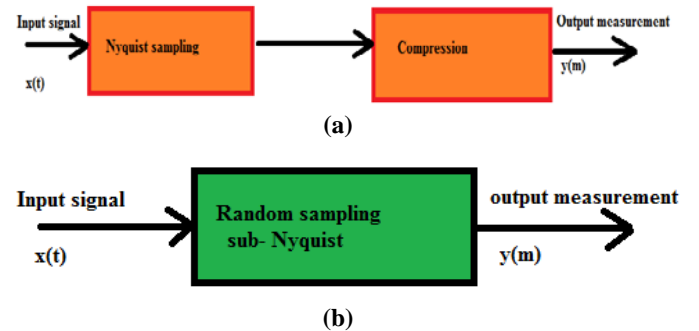 Input signal
Nyquist sampling
Compression
Output measurement
x(t)
y(m)
(a)
Input signal
Random sampling
sub- Nyquist
output measurement
x(t)
y(m)
(b)